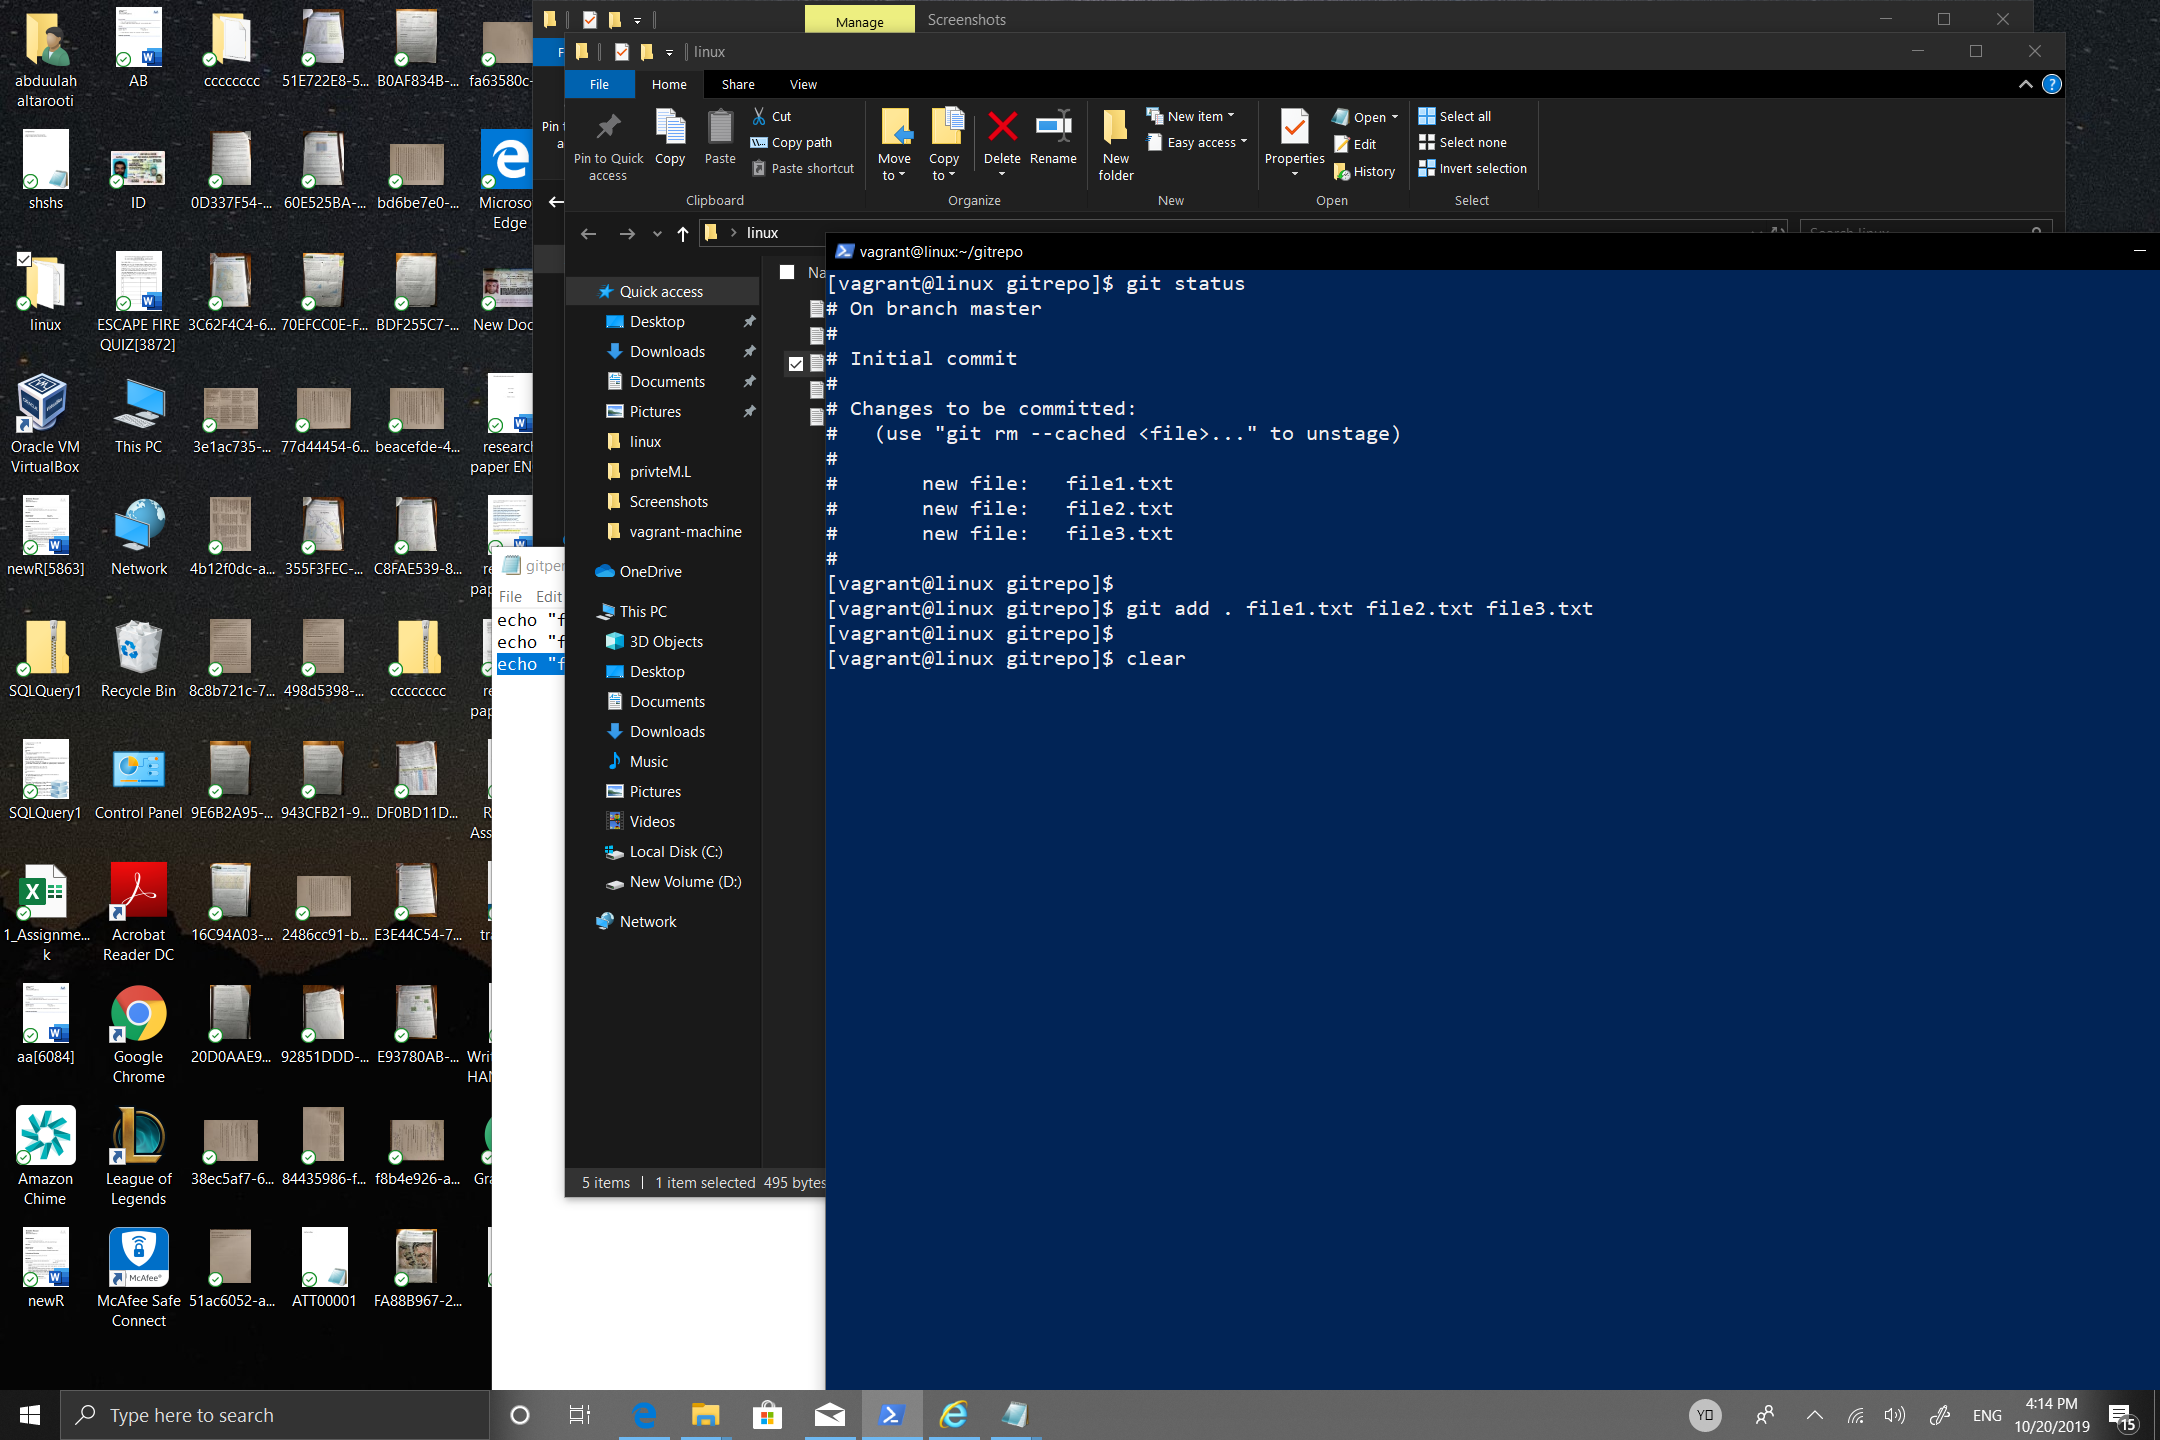 abduulah
altarooti
AB
cccccccc
51E722E8-5...
B0AF834B-...
fa63580c-
shshs
ID
0D337F54-...
60E525BA-...
bd6be7e0-...
Microso
Edge
linux
ESCAPE FIRE
QUIZ[3872]
3C62F4C4-6...
70EFCC0E-F...
BDF255C7-...
New Doc
Oracle VM
VirtualBox
This PC
3e1ac735-...
77d44454-6...
beacefde-4...
research
paper EN
newR[5863]
Network
4b12f0dc-a...
355F3FEC-...
C8FAE539-8...
SQLQuery1
Recycle Bin
8c8b721c-7...
498d5398-...
cccccccc
SQLQuery1
Control Panel
9E6B2A95-...
943CFB21-9...
DF0BD11D...
1_Assignme...
k
Acrobat
Reader DC
16C94A03-...
2486cc91-b...
E3E44C54-7...
aa[6084]
Google
Chrome
20D0AAE9...
92851DDD-...
E93780AB-...
Amazon
Chime
League of
Legends
38ec5af7-6...
84435986-f...
f8b4e926-a...
newR
McAfee Safe
Connect
51ac6052-a...
ATT00001
FA88B967-2...
McAfee
Manage
Screenshots
linux
File
Home
Share
View
Pin to Quick
access
Copy
Paste
Cut
Copy path
Paste shortcut
Clipboard
Move
to
Copy
to
Delete
Rename
Organize
New
folder
New item
Easy access
New
Properties
Open
Edit
History
Open
Select all
Select none
Invert selection
Select
linux
Search linux
Quick access
Desktop
Downloads
Documents
Pictures
linux
privteM.L
Screenshots
vagrant-machine
OneDrive
This PC
3D Objects
Desktop
Documents
Downloads
Music
Pictures
Videos
Local Disk (C:)
New Volume (D:)
Network
5 items
1 item selected 495 bytes
gitper
File Edit
echo "f
echo "f
echo "f
vagrant@linux:~/gitrepo
[vagrant@linux gitrepo]$ git status
# On branch master
#
# Initial commit
#
# Changes to be committed:
#   (use "git rm --cached <file>..." to unstage)
#
#       new file:   file1.txt
#       new file:   file2.txt
#       new file:   file3.txt
#
[vagrant@linux gitrepo]$
[vagrant@linux gitrepo]$ git add . file1.txt file2.txt file3.txt
[vagrant@linux gitrepo]$
[vagrant@linux gitrepo]$ clear
Type here to search
ENG
4:14 PM
10/20/2019
15